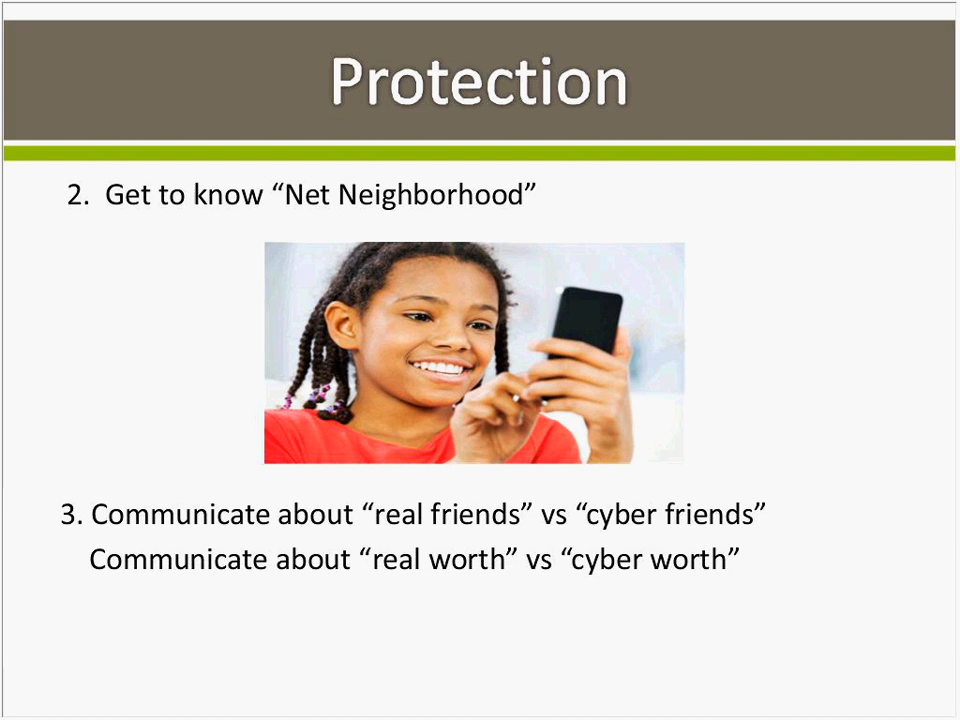 Protection
2. Get to know “Net Neighborhood”
3. Communicate about “real friends” vs “cyber friends”
Communicate about “real worth” vs “cyber worth”